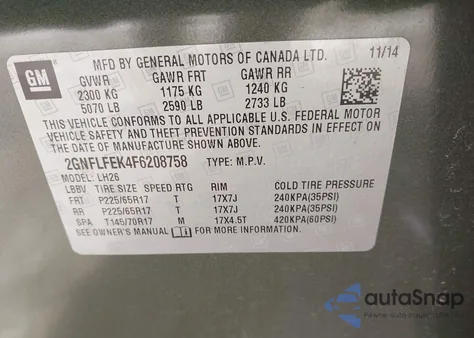 GM
MFD BY GENERAL MOTORS OF CANADA LTD.
11/14
GVWR GAWR FRT GAWR RR
2300 KG 1175 KG 1240 KG
5070 LB 2590 LB 2733 LB
THIS VEHICLE CONFORMS TO ALL APPLICABLE U.S. FEDERAL MOTOR
VEHICLE SAFETY AND THEFT PREVENTION STANDARDS IN EFFECT ON
THE DATE OF MANUFACTURE SHOWN ABOVE.
2GNFLFEK4F6208758 TYPE: M.P.V.
MODEL: LH26
LBBV TIRE SIZE SPEED RTG RIM COLD TIRE PRESSURE
FRT P225/65R17 T 17X7J 240KPA(35PSI)
RR P225/65R17 T 17X7J 240KPA(35PSI)
SPA T145/70R17 M 17X4.5T 420KPA(60PSI)
SEE OWNER'S MANUAL FOR MORE INFORMATION.
autoSnap